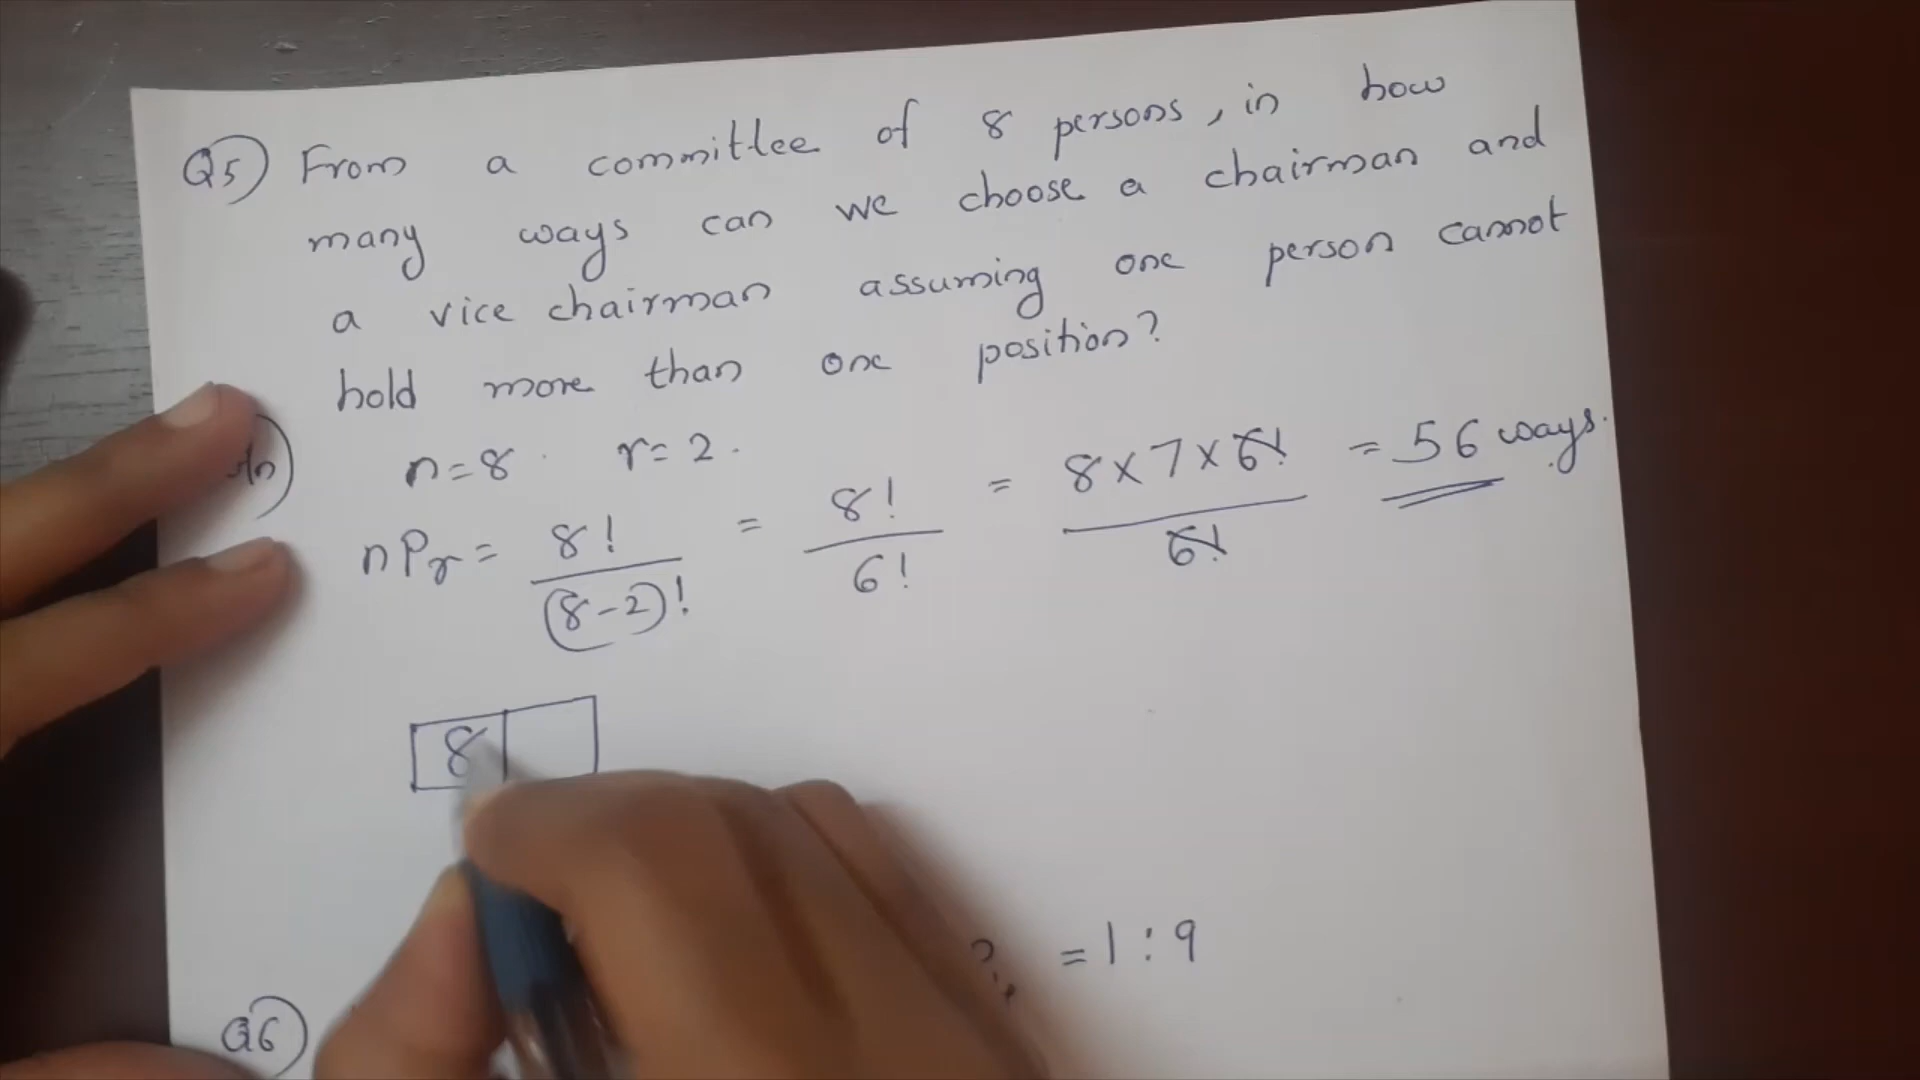 Q5) From a committee of 8 persons, in how
many ways can we choose a chairman and
a vice chairman assuming one person cannot
hold more than one position?
n=8 r=2.
nPr = 8!/(8-2)! = 8!/6! = 8×7×6!/6! = 56 ways.
8
= 1 : 9
Q6)